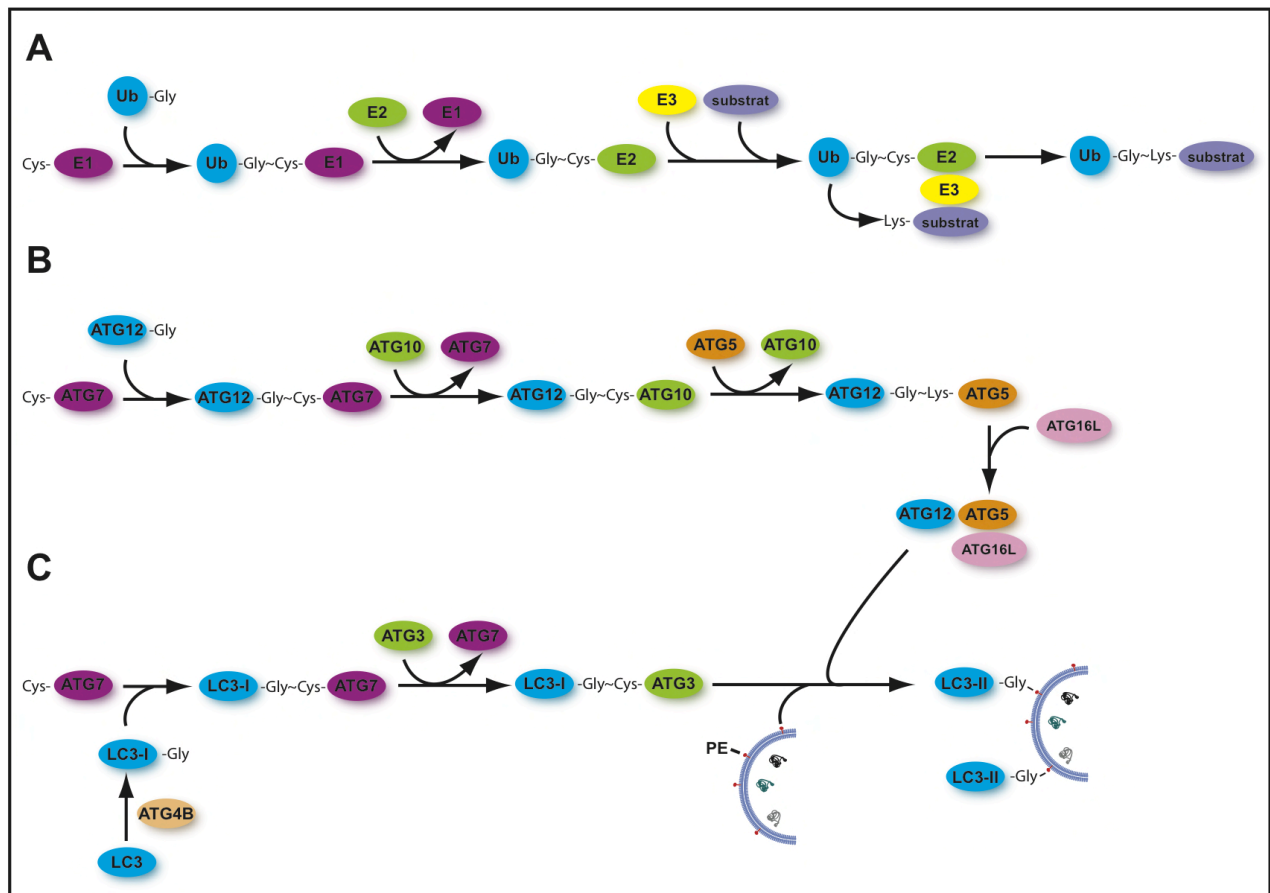 A
Ub -Gly
E2 E1
E3 substrat
Cys- E1 Ub -Gly~Cys- E1 Ub -Gly~Cys- E2 Ub -Gly~Cys- E2 Ub -Gly~Lys- substrat
E3
Lys- substrat
B
ATG12 -Gly
ATG10 ATG7
ATG5 ATG10
Cys- ATG7 ATG12 -Gly~Cys- ATG7 ATG12 -Gly~Cys- ATG10 ATG12 -Gly~Lys- ATG5
ATG16L
ATG12 ATG5
ATG16L
C
ATG3 ATG7
Cys- ATG7 LC3-I -Gly~Cys- ATG7 LC3-I -Gly~Cys- ATG3 LC3-II -Gly
LC3-I -Gly
PE
LC3-II -Gly
ATG4B
LC3